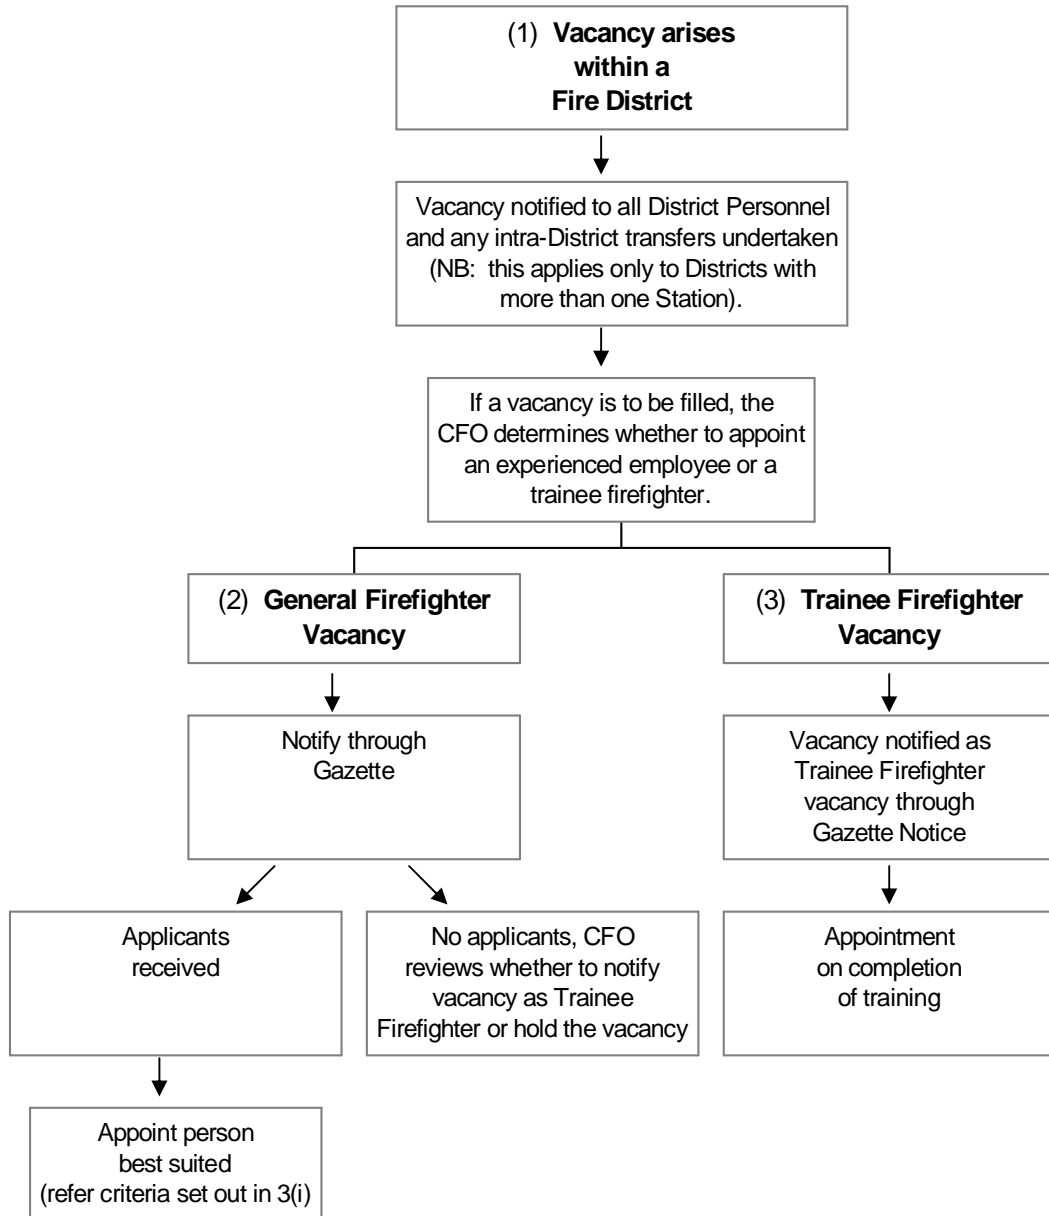 (1) Vacancy arises
within a
Fire District
Vacancy notified to all District Personnel
and any intra-District transfers undertaken
(NB: this applies only to Districts with
more than one Station).
If a vacancy is to be filled, the
CFO determines whether to appoint
an experienced employee or a
trainee firefighter.
(2) General Firefighter
Vacancy
(3) Trainee Firefighter
Vacancy
Notify through
Gazette
Vacancy notified as
Trainee Firefighter
vacancy through
Gazette Notice
Applicants
received
No applicants, CFO
reviews whether to notify
vacancy as Trainee
Firefighter or hold the vacancy
Appointment
on completion
of training
Appoint person
best suited
(refer criteria set out in 3(i)